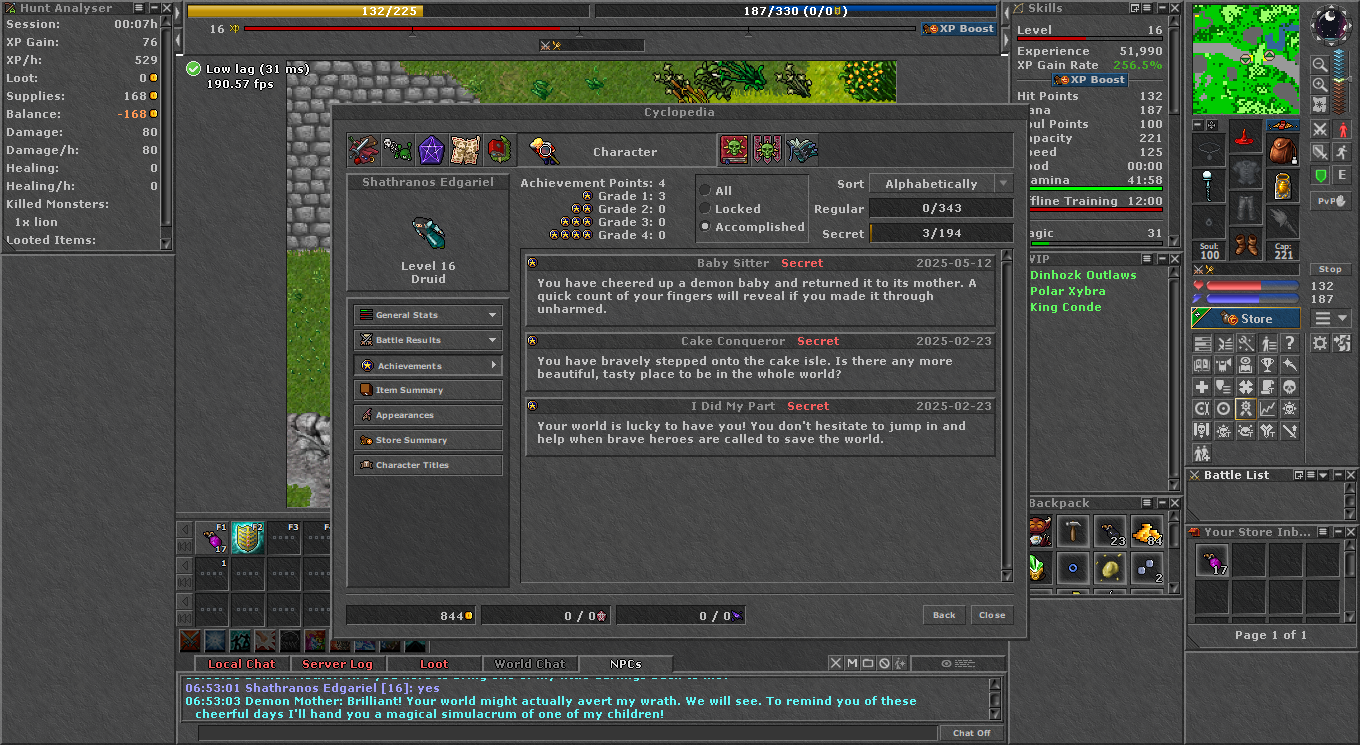 Hunt Analyser
Session: 00:07h
XP Gain: 76
XP/h: 529
Loot: 0
Supplies: 168
Balance: -168
Damage: 80
Damage/h: 80
Healing: 0
Healing/h: 0
Killed Monsters:
1x lion
Looted Items:
132/225
187/330 (0/0)
16 XP
XP Boost
Low lag (31 ms)
190.57 fps
Cyclopedia
Character
Shathranos Edgariel
Level 16
Druid
General Stats
Battle Results
Achievements
Item Summary
Appearances
Store Summary
Character Titles
Achievement Points: 4
Grade 1: 3
Grade 2: 0
Grade 3: 0
Grade 4: 0
All
Locked
Accomplished
Sort Alphabetically
Regular 0/343
Secret 3/194
Baby Sitter Secret 2025-05-12
You have cheered up a demon baby and returned it to its mother. A
quick count of your fingers will reveal if you made it through
unharmed.
Cake Conqueror Secret 2025-02-23
You have bravely stepped onto the cake isle. Is there any more
beautiful, tasty place to be in the whole world?
I Did My Part Secret 2025-02-23
Your world is lucky to have you! You don't hesitate to jump in and
help when brave heroes are called to save the world.
844
0 / 0
0 / 0
Back
Close
F1
17
F2
F3
1
Local Chat
Server Log
Loot
World Chat
NPCs
06:53:01 Shathranos Edgariel [16]: yes
06:53:03 Demon Mother: Brilliant! Your world might actually avert my wrath. We will see. To remind you of these
cheerful days I'll hand you a magical simulacrum of one of my children!
Chat Off
Skills
Level 16
Experience 51,990
XP Gain Rate 256.5%
XP Boost
Hit Points 132
ana 187
oul Points 100
apacity 221
peed 125
ood 00:00
amina 41:58
ffline Training 12:00
agic 31
VIP
Dinhozk Outlaws
Polar Xybra
King Conde
Backpack
23
84
2
Soul:
100
Cap:
221
E
PvP
Stop
132
187
Store
Battle List
Your Store Inb...
17
Page 1 of 1